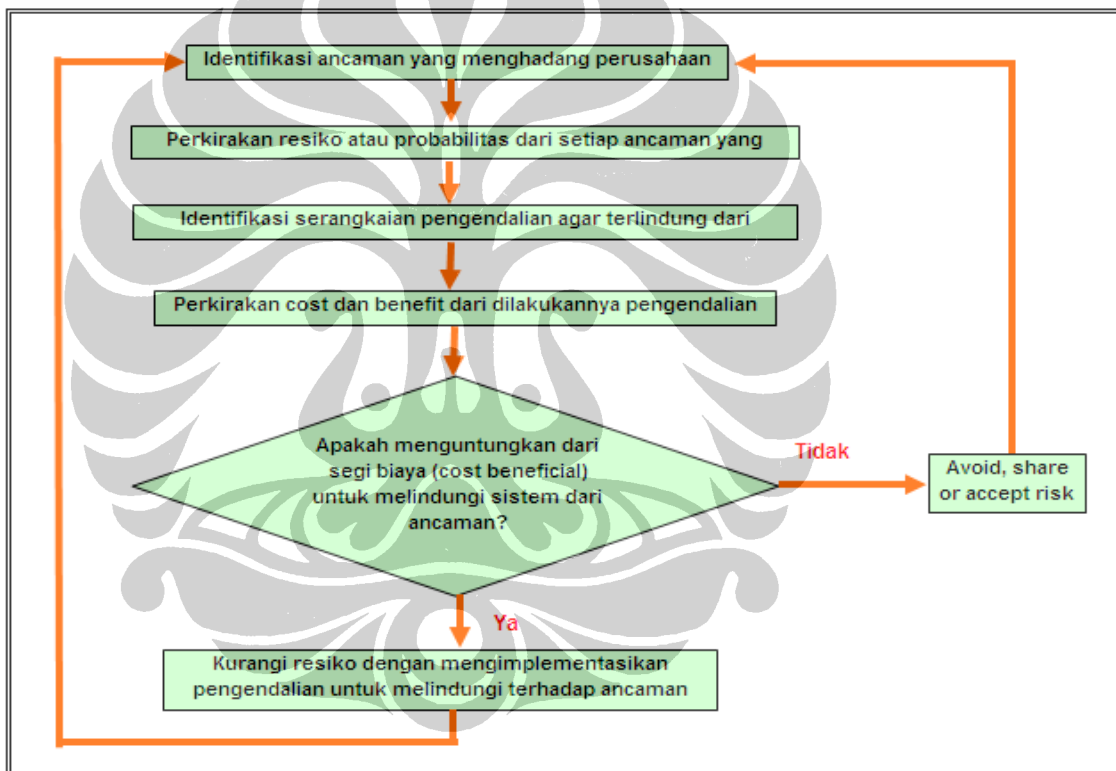 Identifikasi ancaman yang menghadang perusahaan
Perkirakan resiko atau probabilitas dari setiap ancaman yang
Identifikasi serangkaian pengendalian agar terlindung dari
Perkirakan cost dan benefit dari dilakukannya pengendalian
Apakah menguntungkan dari
segi biaya (cost beneficial)
untuk melindungi sistem dari
ancaman?
Tidak
Avoid, share
or accept risk
Ya
Kurangi resiko dengan mengimplementasikan
pengendalian untuk melindungi terhadap ancaman